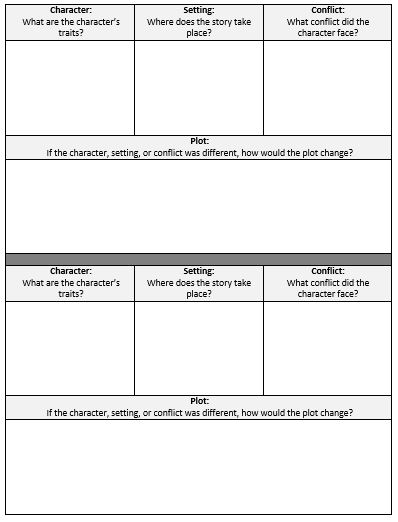 Character: Setting: Conflict:
What are the character's Where does the story take What conflict did the
traits? place? character face?
Plot:
If the character, setting, or conflict was different, how would the plot change?
Character: Setting: Conflict:
What are the character's Where does the story take What conflict did the
traits? place? character face?
Plot:
If the character, setting, or conflict was different, how would the plot change?